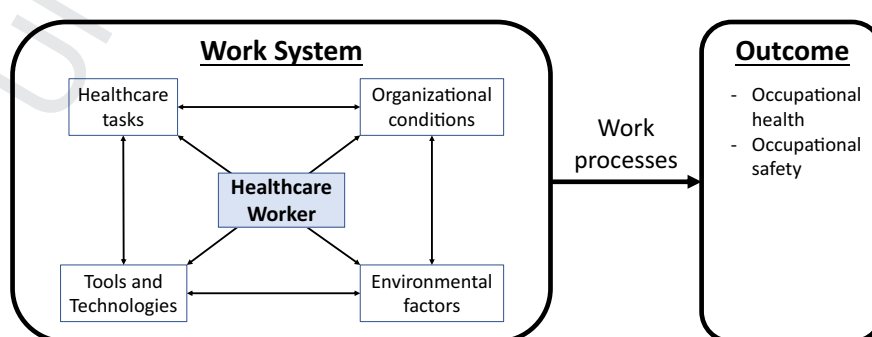 Work System
Healthcare
tasks
Organizational
conditions
Healthcare
Worker
Tools and
Technologies
Environmental
factors
Work
processes
Outcome
- Occupational
health
- Occupational
safety